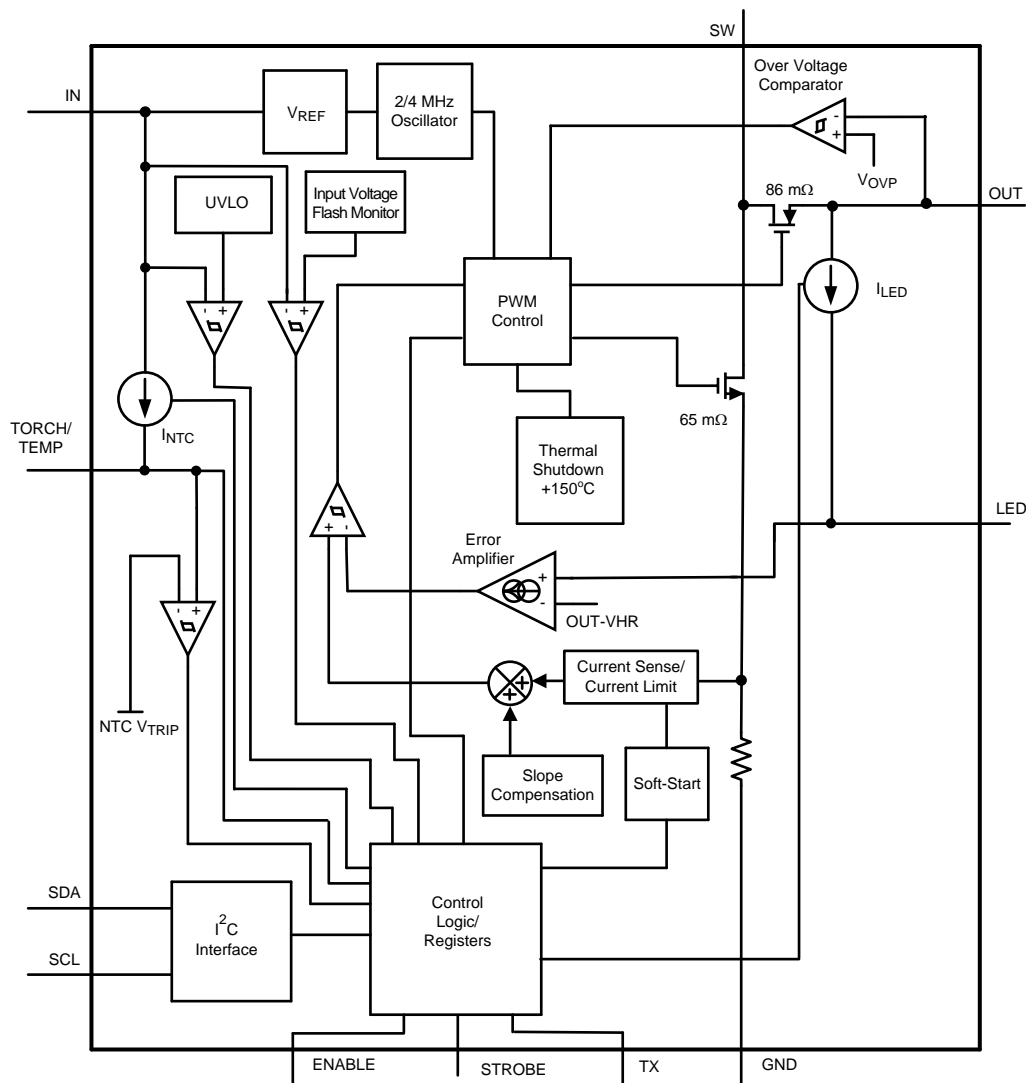 SW
Over Voltage
Comparator
IN
VREF
2/4 MHz
Oscillator
-
+
VOVP
UVLO
Input Voltage
Flash Monitor
86 mΩ
OUT
- +
- +
PWM
Control
ILED
INTC
TORCH/
TEMP
65 mΩ
Thermal
Shutdown
+150°C
LED
+ -
Error
Amplifier
+
-
OUT-VHR
- +
Current Sense/
Current Limit
+
+
NTC VTRIP
Slope
Compensation
Soft-Start
SDA
I2C
Interface
SCL
Control
Logic/
Registers
ENABLE
STROBE
TX
GND